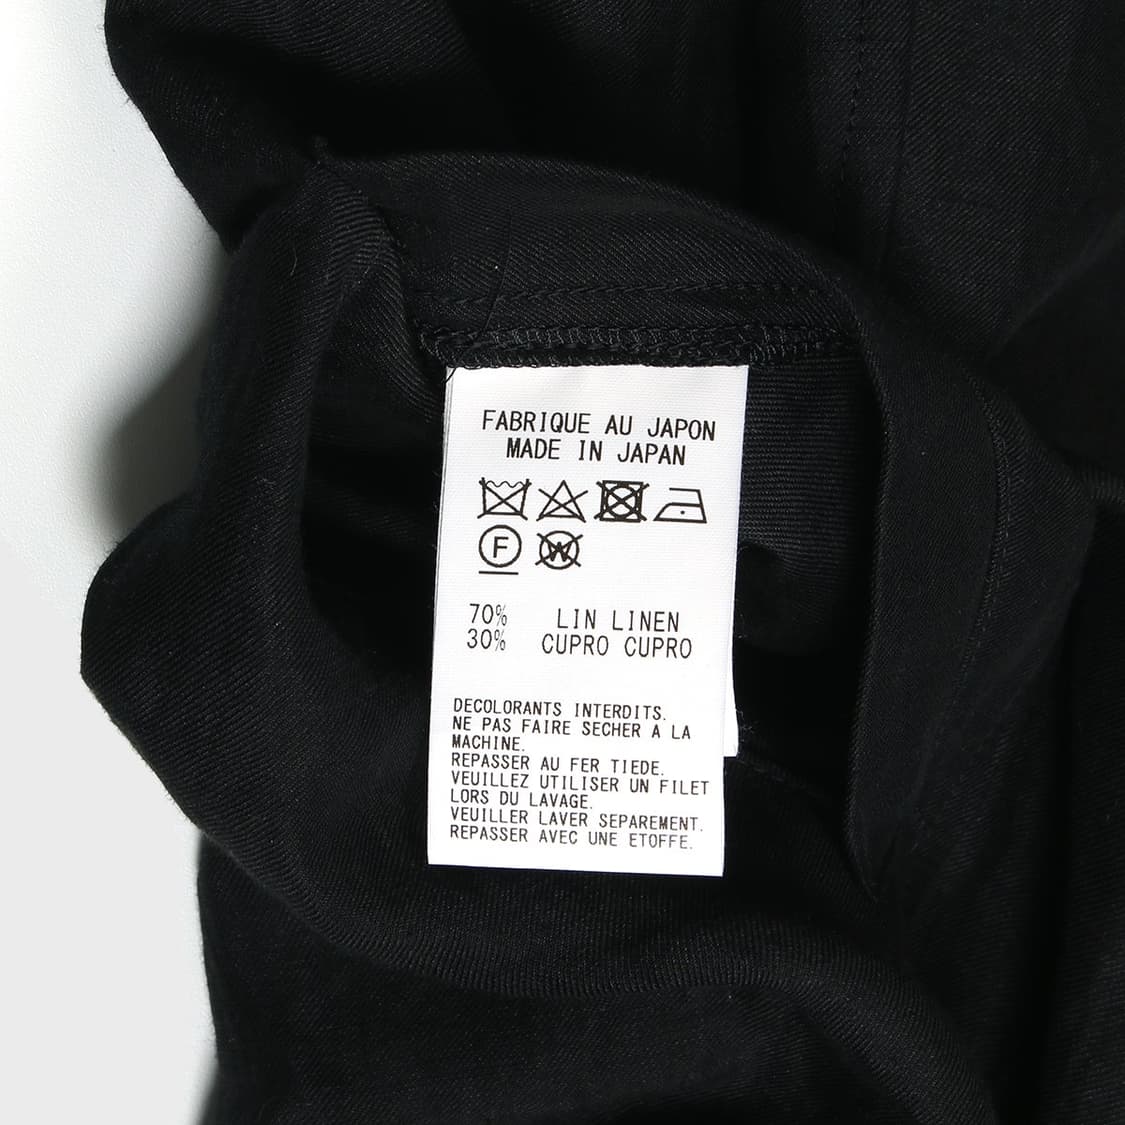 FABRIQUE AU JAPON
MADE IN JAPAN
F W
70% LIN LINEN
30% CUPRO CUPRO
DECOLORANTS INTERDITS.
NE PAS FAIRE SECHER A LA
MACHINE.
REPASSER AU FER TIEDE.
VEUILLEZ UTILISER UN FILET
LORS DU LAVAGE.
VEUILLER LAVER SEPAREMENT.
REPASSER AVEC UNE ETOFFE.